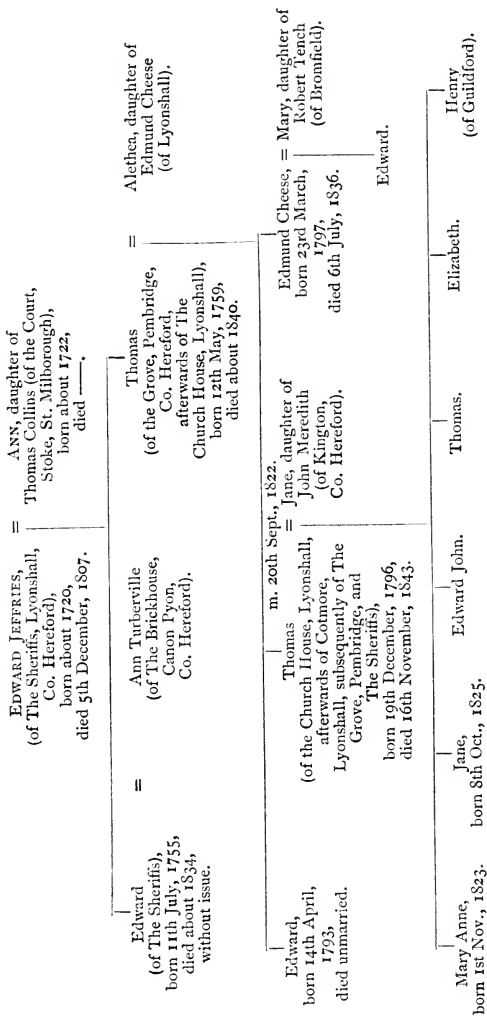 EDWARD JEFFRIES,
(of The Sheriffs, Lyonshall,
Co. Hereford),
born about 1720,
died 5th December, 1807.
=
ANN, daughter of
Thomas Collins (of the Court,
Stoke, St. Milborough),
born about 1722,
died ——.
Edward
(of The Sheriffs),
born 11th July, 1755,
died about 1834,
without issue.
=
Ann Turberville
(of The Brickhouse,
Canon Pyon,
Co. Hereford).
Thomas
(of the Grove, Pembridge,
Co. Hereford,
afterwards of The
Church House, Lyonshall),
born 12th May, 1759,
died about 1840.
=
Alethea, daughter of
Edmund Cheese
(of Lyonshall).
Edward,
born 14th April,
1793,
died unmarried.
m. 20th Sept., 1822.
Thomas
(of the Church House, Lyonshall,
afterwards of Cotmore,
Lyonshall, subsequently of The
Grove, Pembridge, and
The Sheriffs),
born 19th December, 1796,
died 16th November, 1843.
=
Jane, daughter of
John Meredith
(of Kington,
Co. Hereford).
Edmund Cheese,
born 23rd March,
1797,
died 6th July, 1836.
=
Mary, daughter of
Robert Tench
(of Bromfield).
Edward.
Mary Anne,
born 1st Nov., 1823.
Jane,
born 8th Oct., 1825.
Edward John.
Thomas.
Elizabeth.
Henry
(of Guildford).